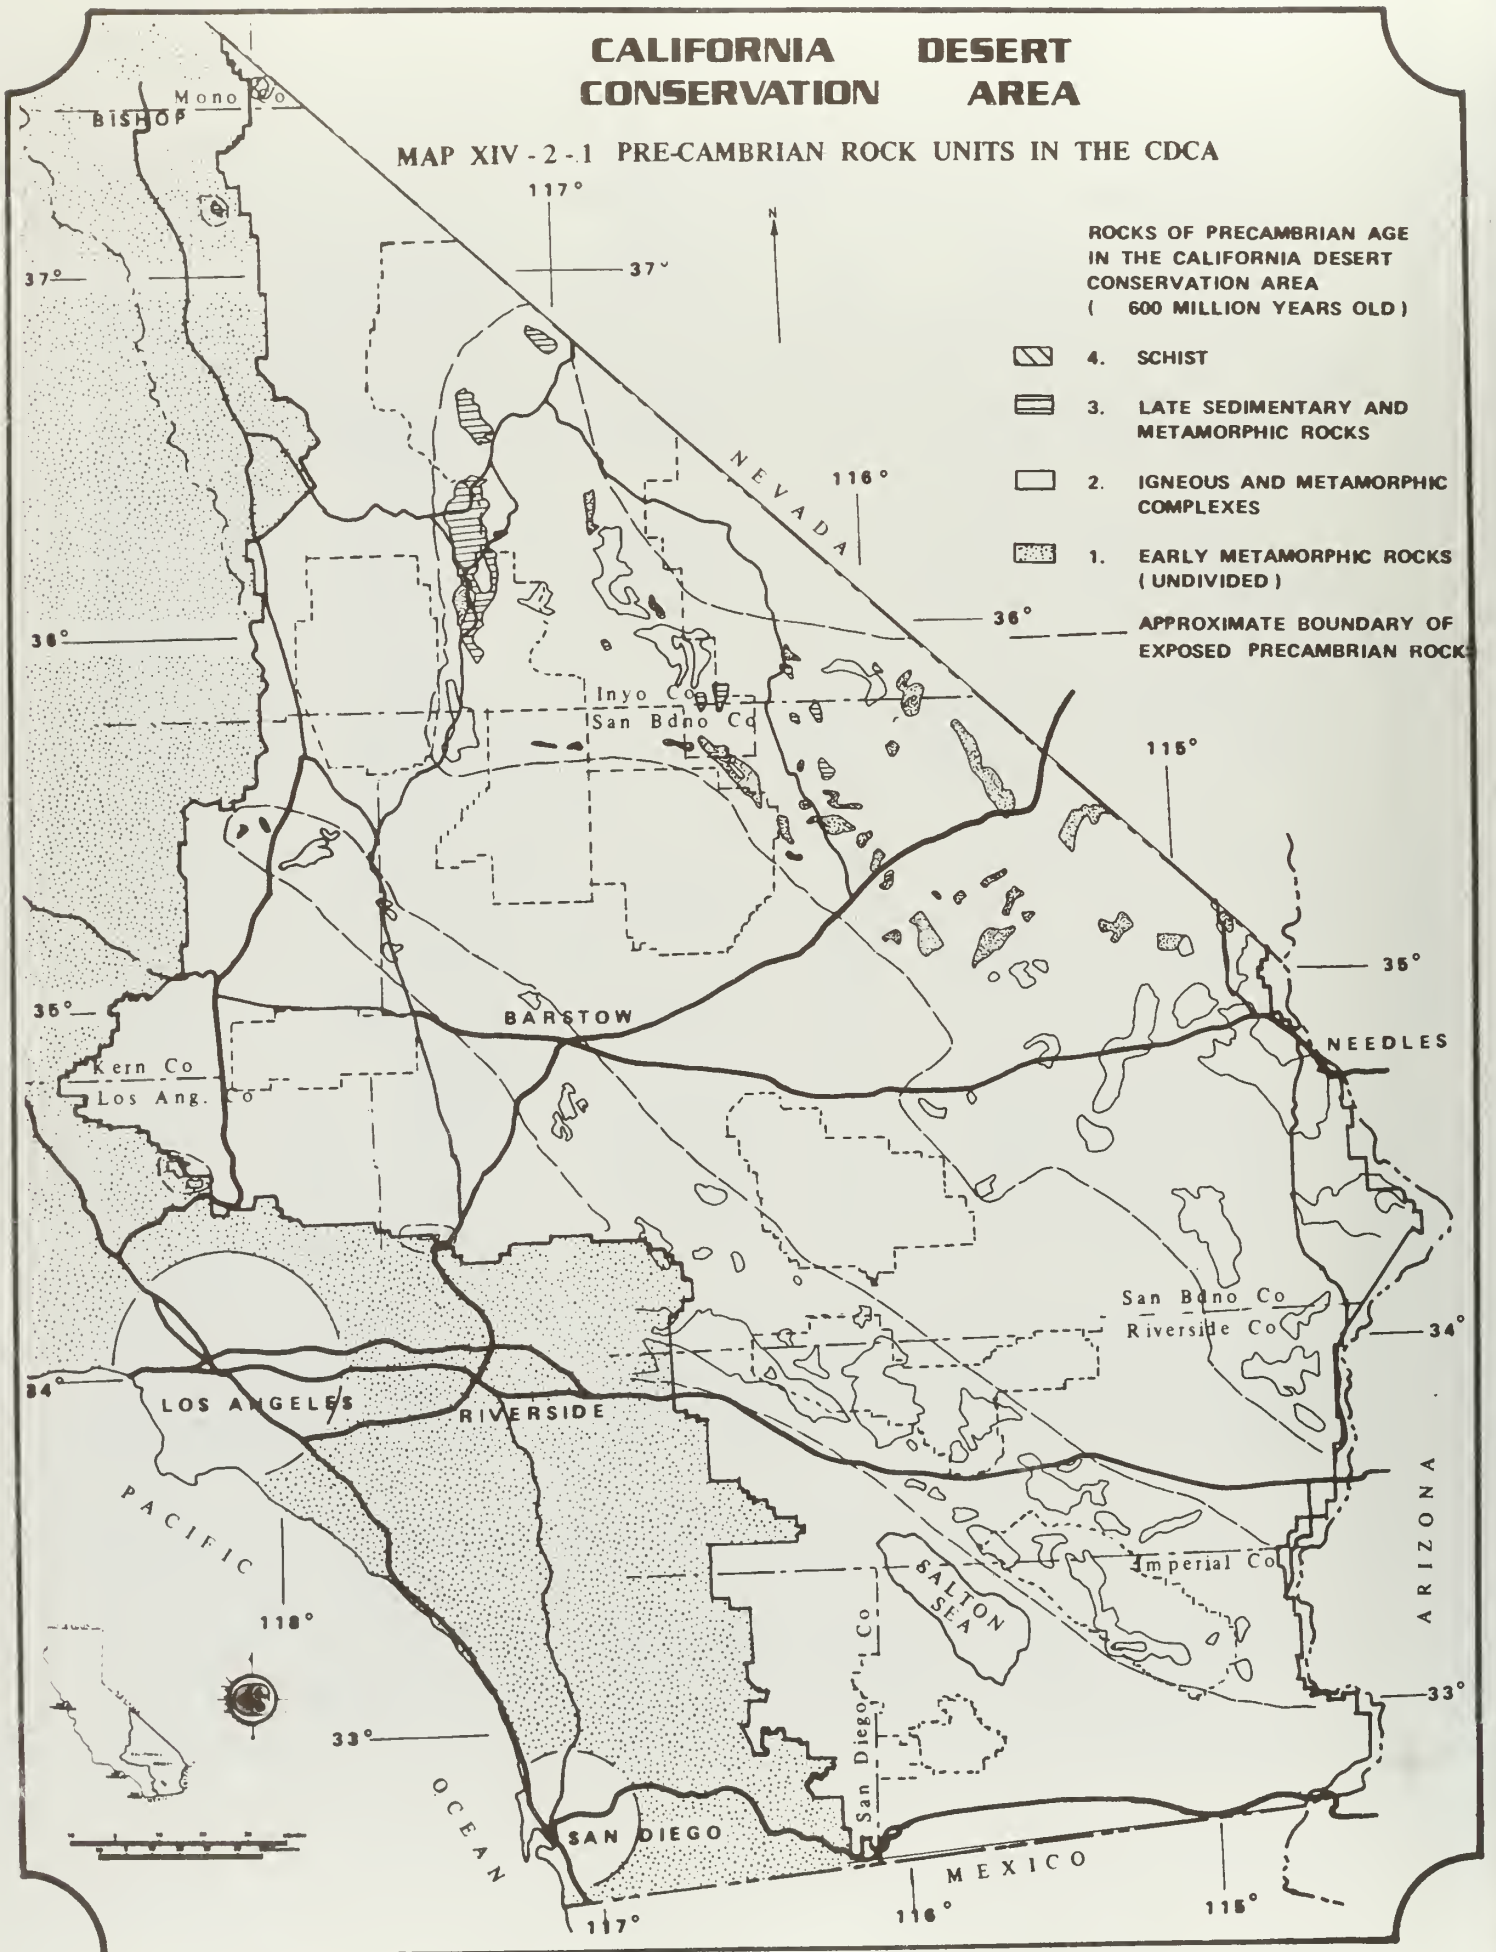 CALIFORNIA DESERT
CONSERVATION AREA
MAP XIV - 2 - 1 PRE-CAMBRIAN ROCK UNITS IN THE CDCA
Mono Co
BISHOP
117°
N
37°
37°
ROCKS OF PRECAMBRIAN AGE
IN THE CALIFORNIA DESERT
CONSERVATION AREA
( 600 MILLION YEARS OLD )
4. SCHIST
3. LATE SEDIMENTARY AND
METAMORPHIC ROCKS
2. IGNEOUS AND METAMORPHIC
COMPLEXES
1. EARLY METAMORPHIC ROCKS
( UNDIVIDED )
APPROXIMATE BOUNDARY OF
EXPOSED PRECAMBRIAN ROCKS
NEVADA
116°
36°
36°
Inyo Co
San Bdno Co
115°
35°
35°
BARSTOW
NEEDLES
Kern Co
Los Ang. Co
San Bdno Co
Riverside Co
34°
34°
LOS ANGELES
RIVERSIDE
PACIFIC
ARIZONA
Imperial Co
SALTON
SEA
118°
San Diego Co
33°
33°
OCEAN
SAN DIEGO
MEXICO
117°
116°
115°